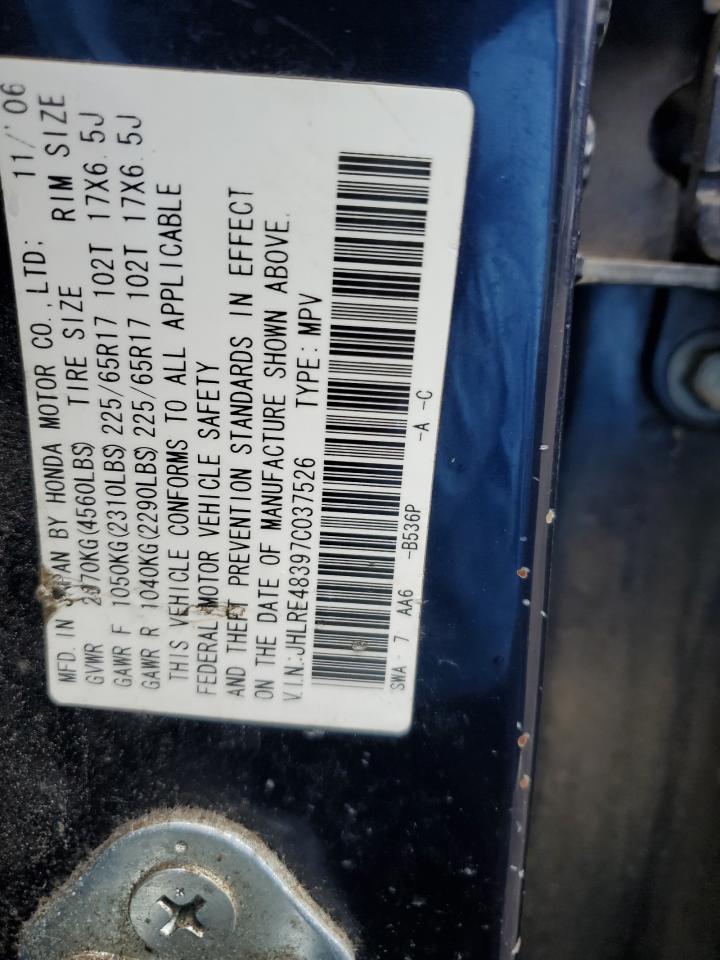 MFD. IN JAPAN BY HONDA MOTOR CO., LTD: 11/'06
GVWR 2070KG(4560LBS) TIRE SIZE RIM SIZE
GAWR F 1050KG(2310LBS) 225/65R17 102T 17X6.5J
GAWR R 1040KG(2290LBS) 225/65R17 102T 17X6.5J
THIS VEHICLE CONFORMS TO ALL APPLICABLE
FEDERAL MOTOR VEHICLE SAFETY
AND THEFT PREVENTION STANDARDS IN EFFECT
ON THE DATE OF MANUFACTURE SHOWN ABOVE.
V.I.N.:JHLRE48397C037526 TYPE: MPV
SWA - 7 AA6 -B536P -A -C